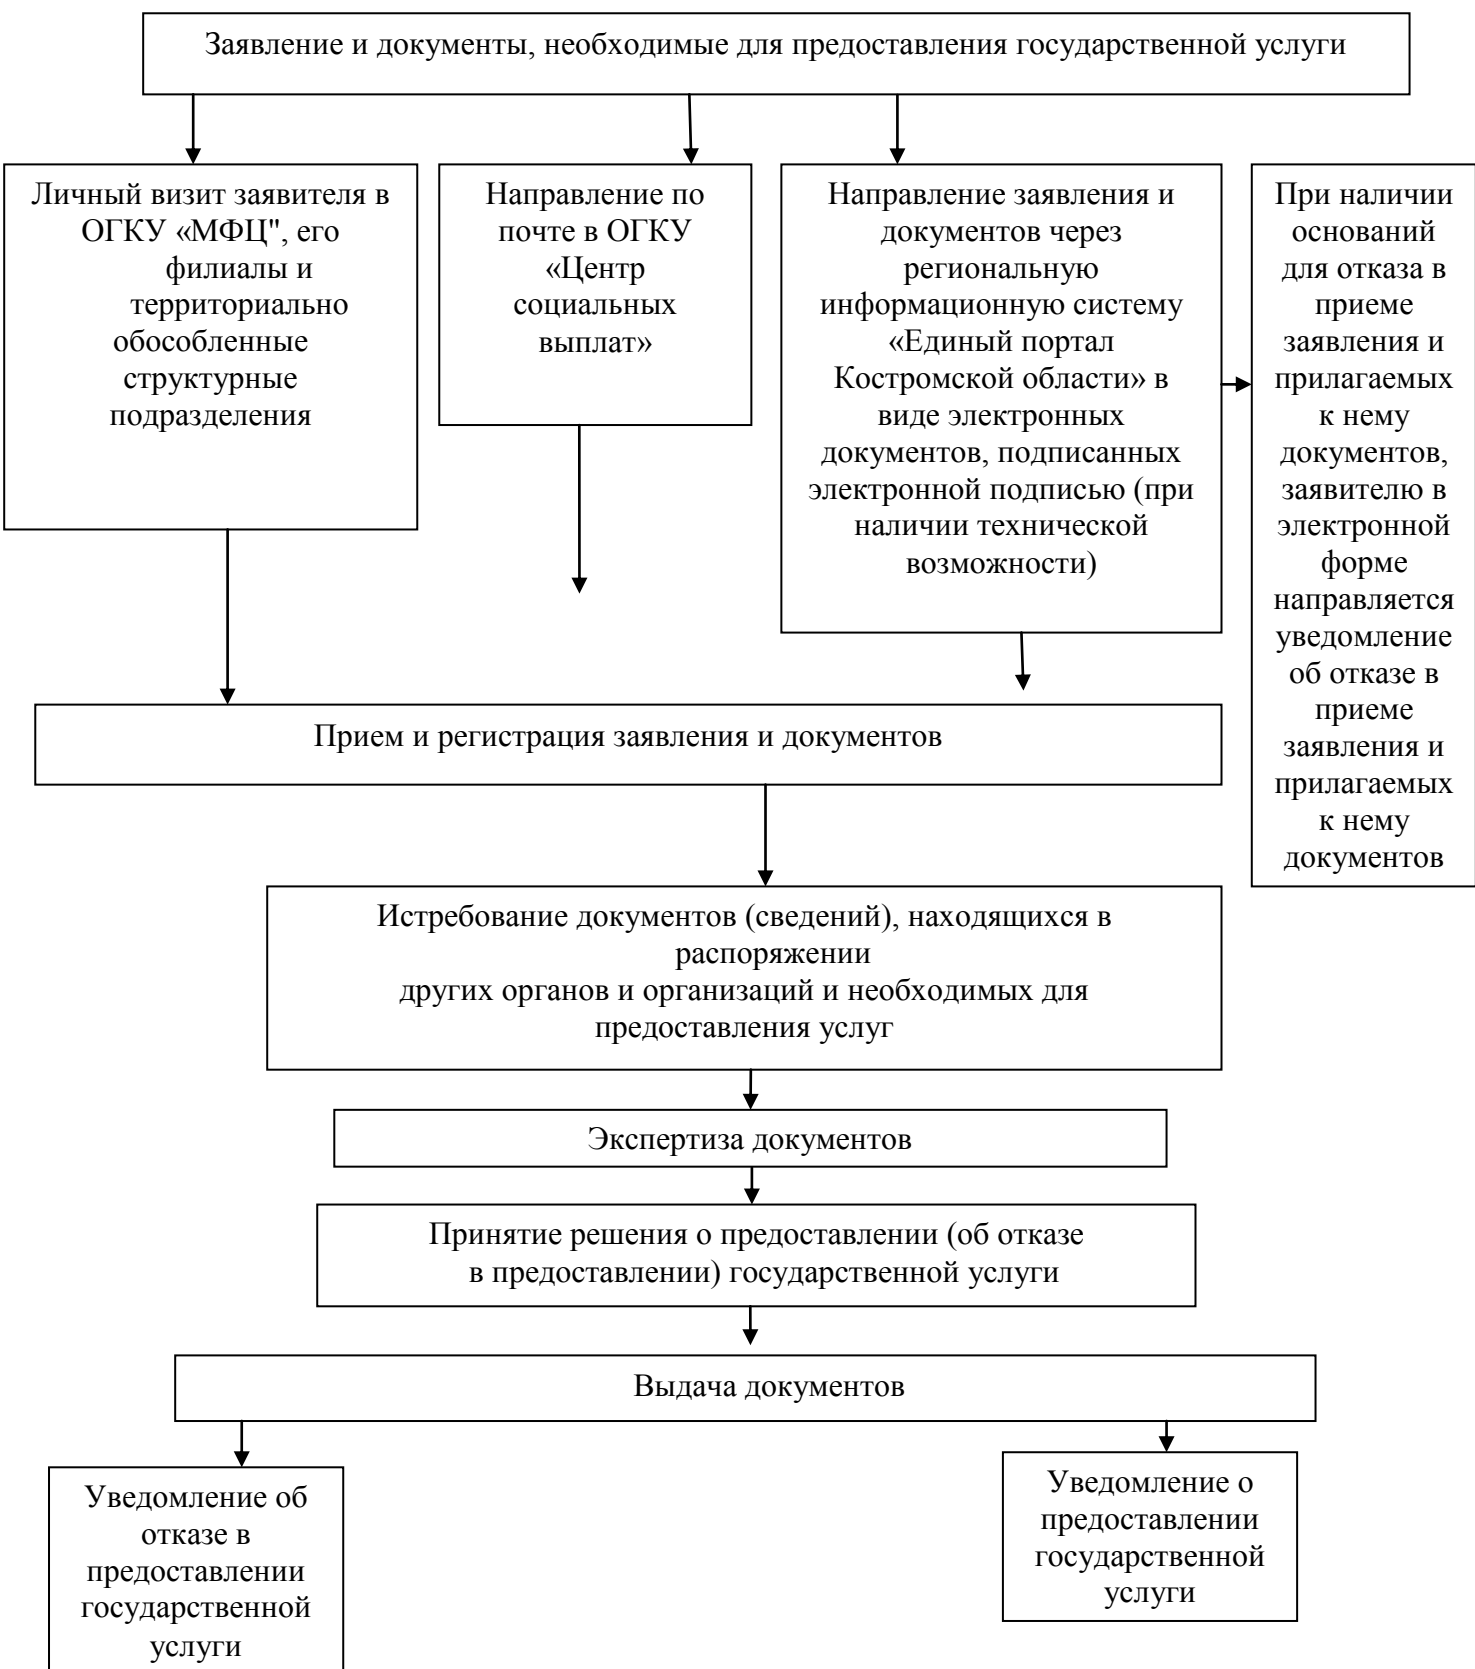 Заявление и документы, необходимые для предоставления государственной услуги
Личный визит заявителя в
ОГКУ «МФЦ", его
филиалы и
территориально
обособленные
структурные
подразделения
Направление по
почте в ОГКУ
«Центр
социальных
выплат»
Направление заявления и
документов через
региональную
информационную систему
«Единый портал
Костромской области» в
виде электронных
документов, подписанных
электронной подписью (при
наличии технической
возможности)
При наличии
оснований
для отказа в
приеме
заявления и
прилагаемых
к нему
документов,
заявителю в
электронной
форме
направляется
уведомление
об отказе в
приеме
заявления и
прилагаемых
к нему
документов
Прием и регистрация заявления и документов
Истребование документов (сведений), находящихся в
распоряжении
других органов и организаций и необходимых для
предоставления услуг
Экспертиза документов
Принятие решения о предоставлении (об отказе
в предоставлении) государственной услуги
Выдача документов
Уведомление об
отказе в
предоставлении
государственной
услуги
Уведомление о
предоставлении
государственной
услуги